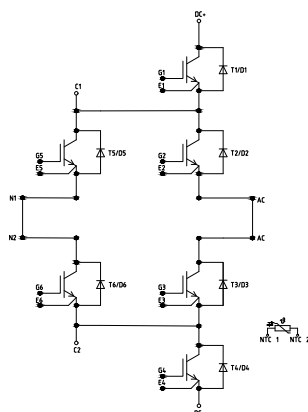 DC+
G1
E1
T1/D1
C1
G5
E5
T5/D5
G2
E2
T2/D2
N1
AC
N2
AC
G6
E6
T6/D6
G3
E3
T3/D3
C2
NTC 1
NTC 2
G4
E4
T4/D4